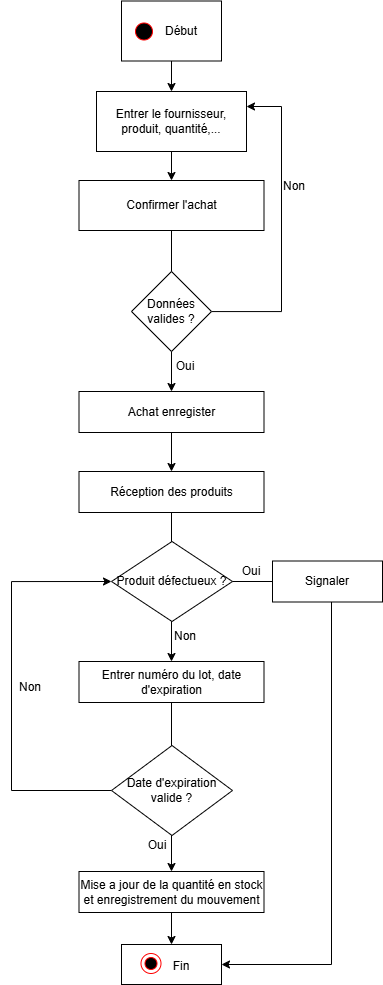 Début
Entrer le fournisseur,
produit, quantité,...
Non
Confirmer l'achat
Données
valides ?
Oui
Achat enregister
Réception des produits
Produit défectueux ?
Oui
Signaler
Non
Entrer numéro du lot, date
d'expiration
Non
Date d'expiration
valide ?
Oui
Mise a jour de la quantité en stock
et enregistrement du mouvement
Fin